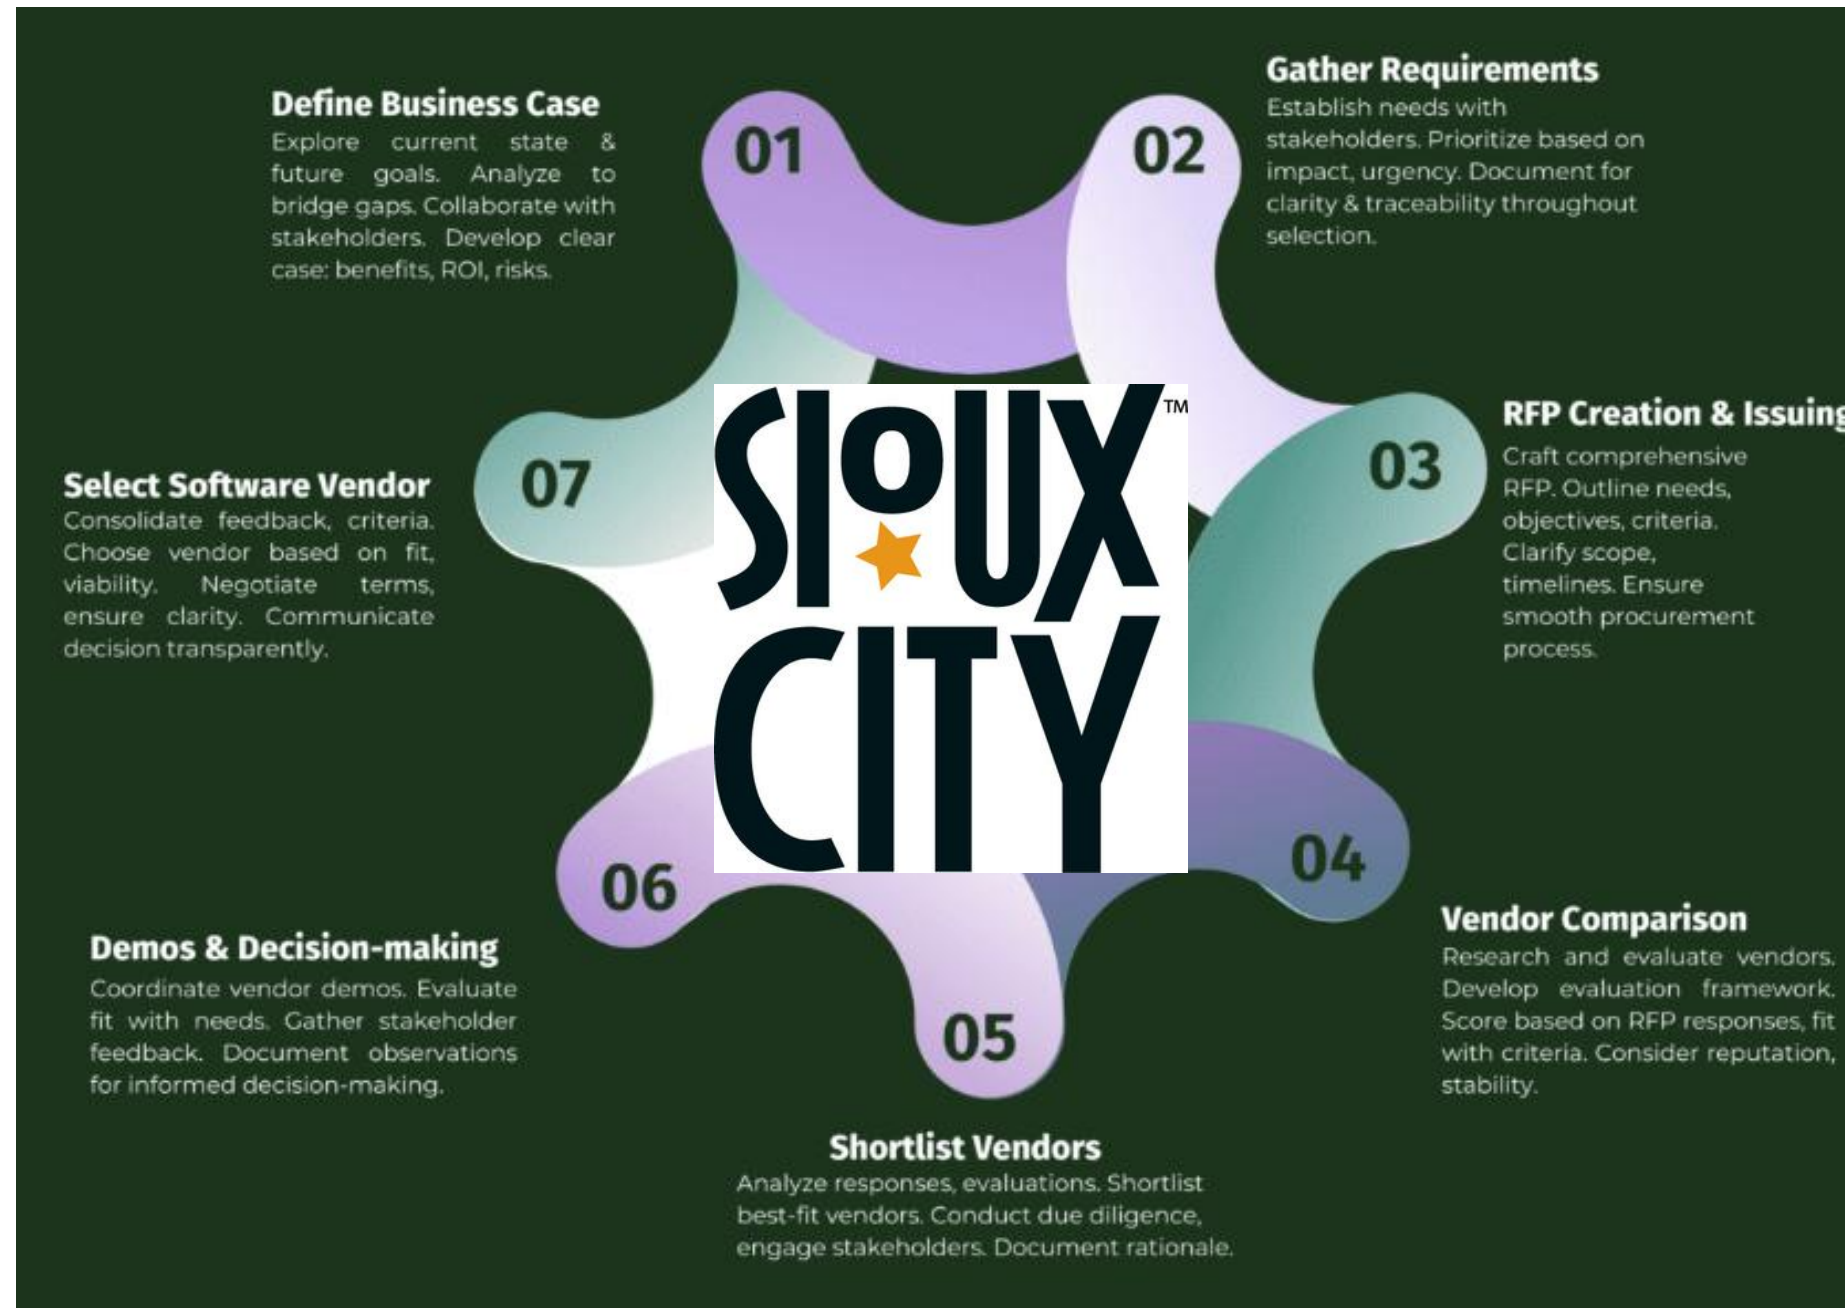 01
Define Business Case
Explore current state &
future goals. Analyze to
bridge gaps. Collaborate with
stakeholders. Develop clear
case: benefits, ROI, risks.
02
Gather Requirements
Establish needs with
stakeholders. Prioritize based on
impact, urgency. Document for
clarity & traceability throughout
selection.
03
RFP Creation & Issuing
Craft comprehensive
RFP. Outline needs,
objectives, criteria.
Clarify scope,
timelines. Ensure
smooth procurement
process.
04
Vendor Comparison
Research and evaluate vendors.
Develop evaluation framework.
Score based on RFP responses, fit
with criteria. Consider reputation,
stability.
05
Shortlist Vendors
Analyze responses, evaluations. Shortlist
best-fit vendors. Conduct due diligence,
engage stakeholders. Document rationale.
06
Demos & Decision-making
Coordinate vendor demos. Evaluate
fit with needs. Gather stakeholder
feedback. Document observations
for informed decision-making.
07
Select Software Vendor
Consolidate feedback, criteria.
Choose vendor based on fit,
viability. Negotiate terms,
ensure clarity. Communicate
decision transparently.
SIOUX ™
CITY